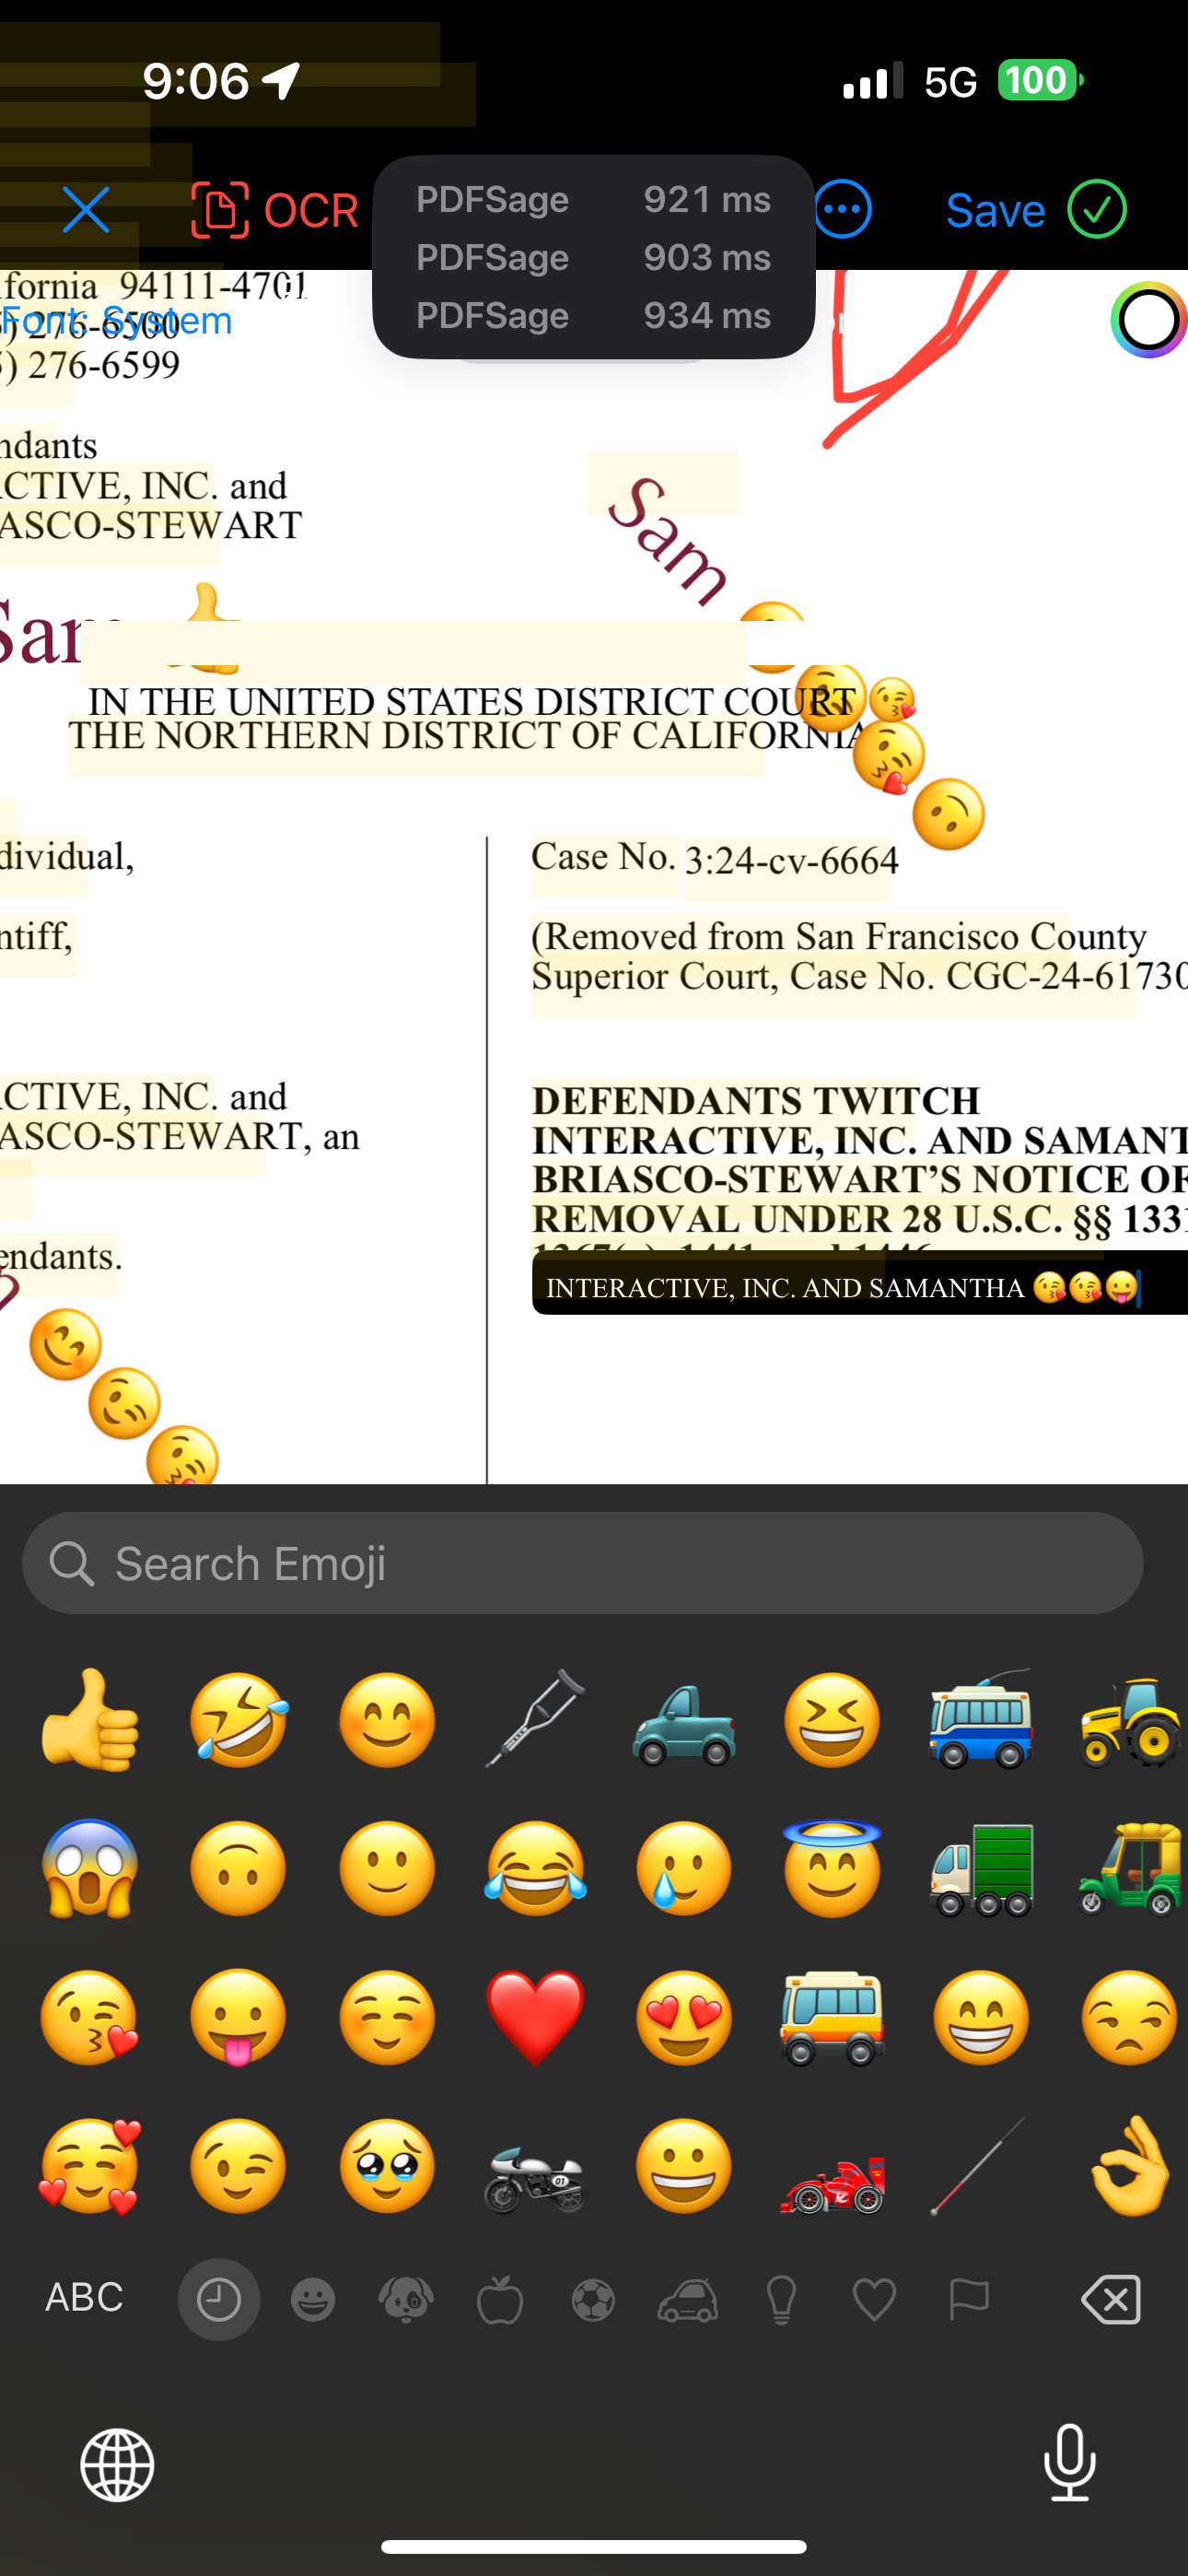 9:06
5G
100
OCR
PDFSage 921 ms
PDFSage 903 ms
PDFSage 934 ms
Save
fornia 94111-4701
Font: System
) 276-6500
) 276-6599
ndants
CTIVE, INC. and
ASCO-STEWART
Sam
Sam 👍
IN THE UNITED STATES DISTRICT COURT
THE NORTHERN DISTRICT OF CALIFORNIA
dividual,
Case No. 3:24-cv-6664
ntiff,
(Removed from San Francisco County
Superior Court, Case No. CGC-24-61730
CTIVE, INC. and
ASCO-STEWART, an
endants.
DEFENDANTS TWITCH
INTERACTIVE, INC. AND SAMANT
BRIASCO-STEWART’S NOTICE OF
REMOVAL UNDER 28 U.S.C. §§ 1331
INTERACTIVE, INC. AND SAMANTHA 😘😘😛
Search Emoji
ABC